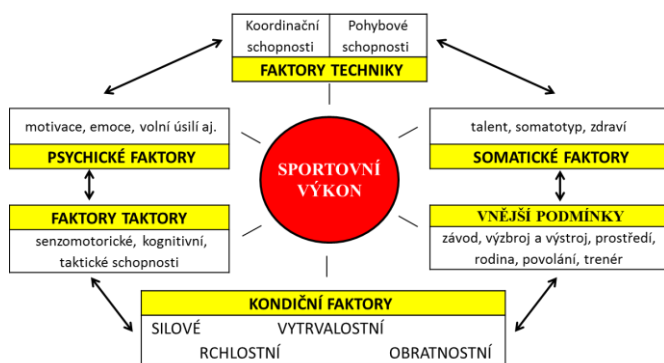 Koordinační Pohybové
schopnosti schopnosti
FAKTORY TECHNIKY
motivace, emoce, volní úsilí aj.
PSYCHICKÉ FAKTORY
talent, somatotyp, zdraví
SOMATICKÉ FAKTORY
SPORTOVNÍ
VÝKON
FAKTORY TAKTORY
senzomotorické, kognitivní,
taktické schopnosti
VNĚJŠÍ PODMÍNKY
závod, výzbroj a výstroj, prostředí,
rodina, povolání, trenér
KONDIČNÍ FAKTORY
SILOVÉ VYTRVALOSTNÍ
RCHLOSTNÍ OBRATNOSTNÍ